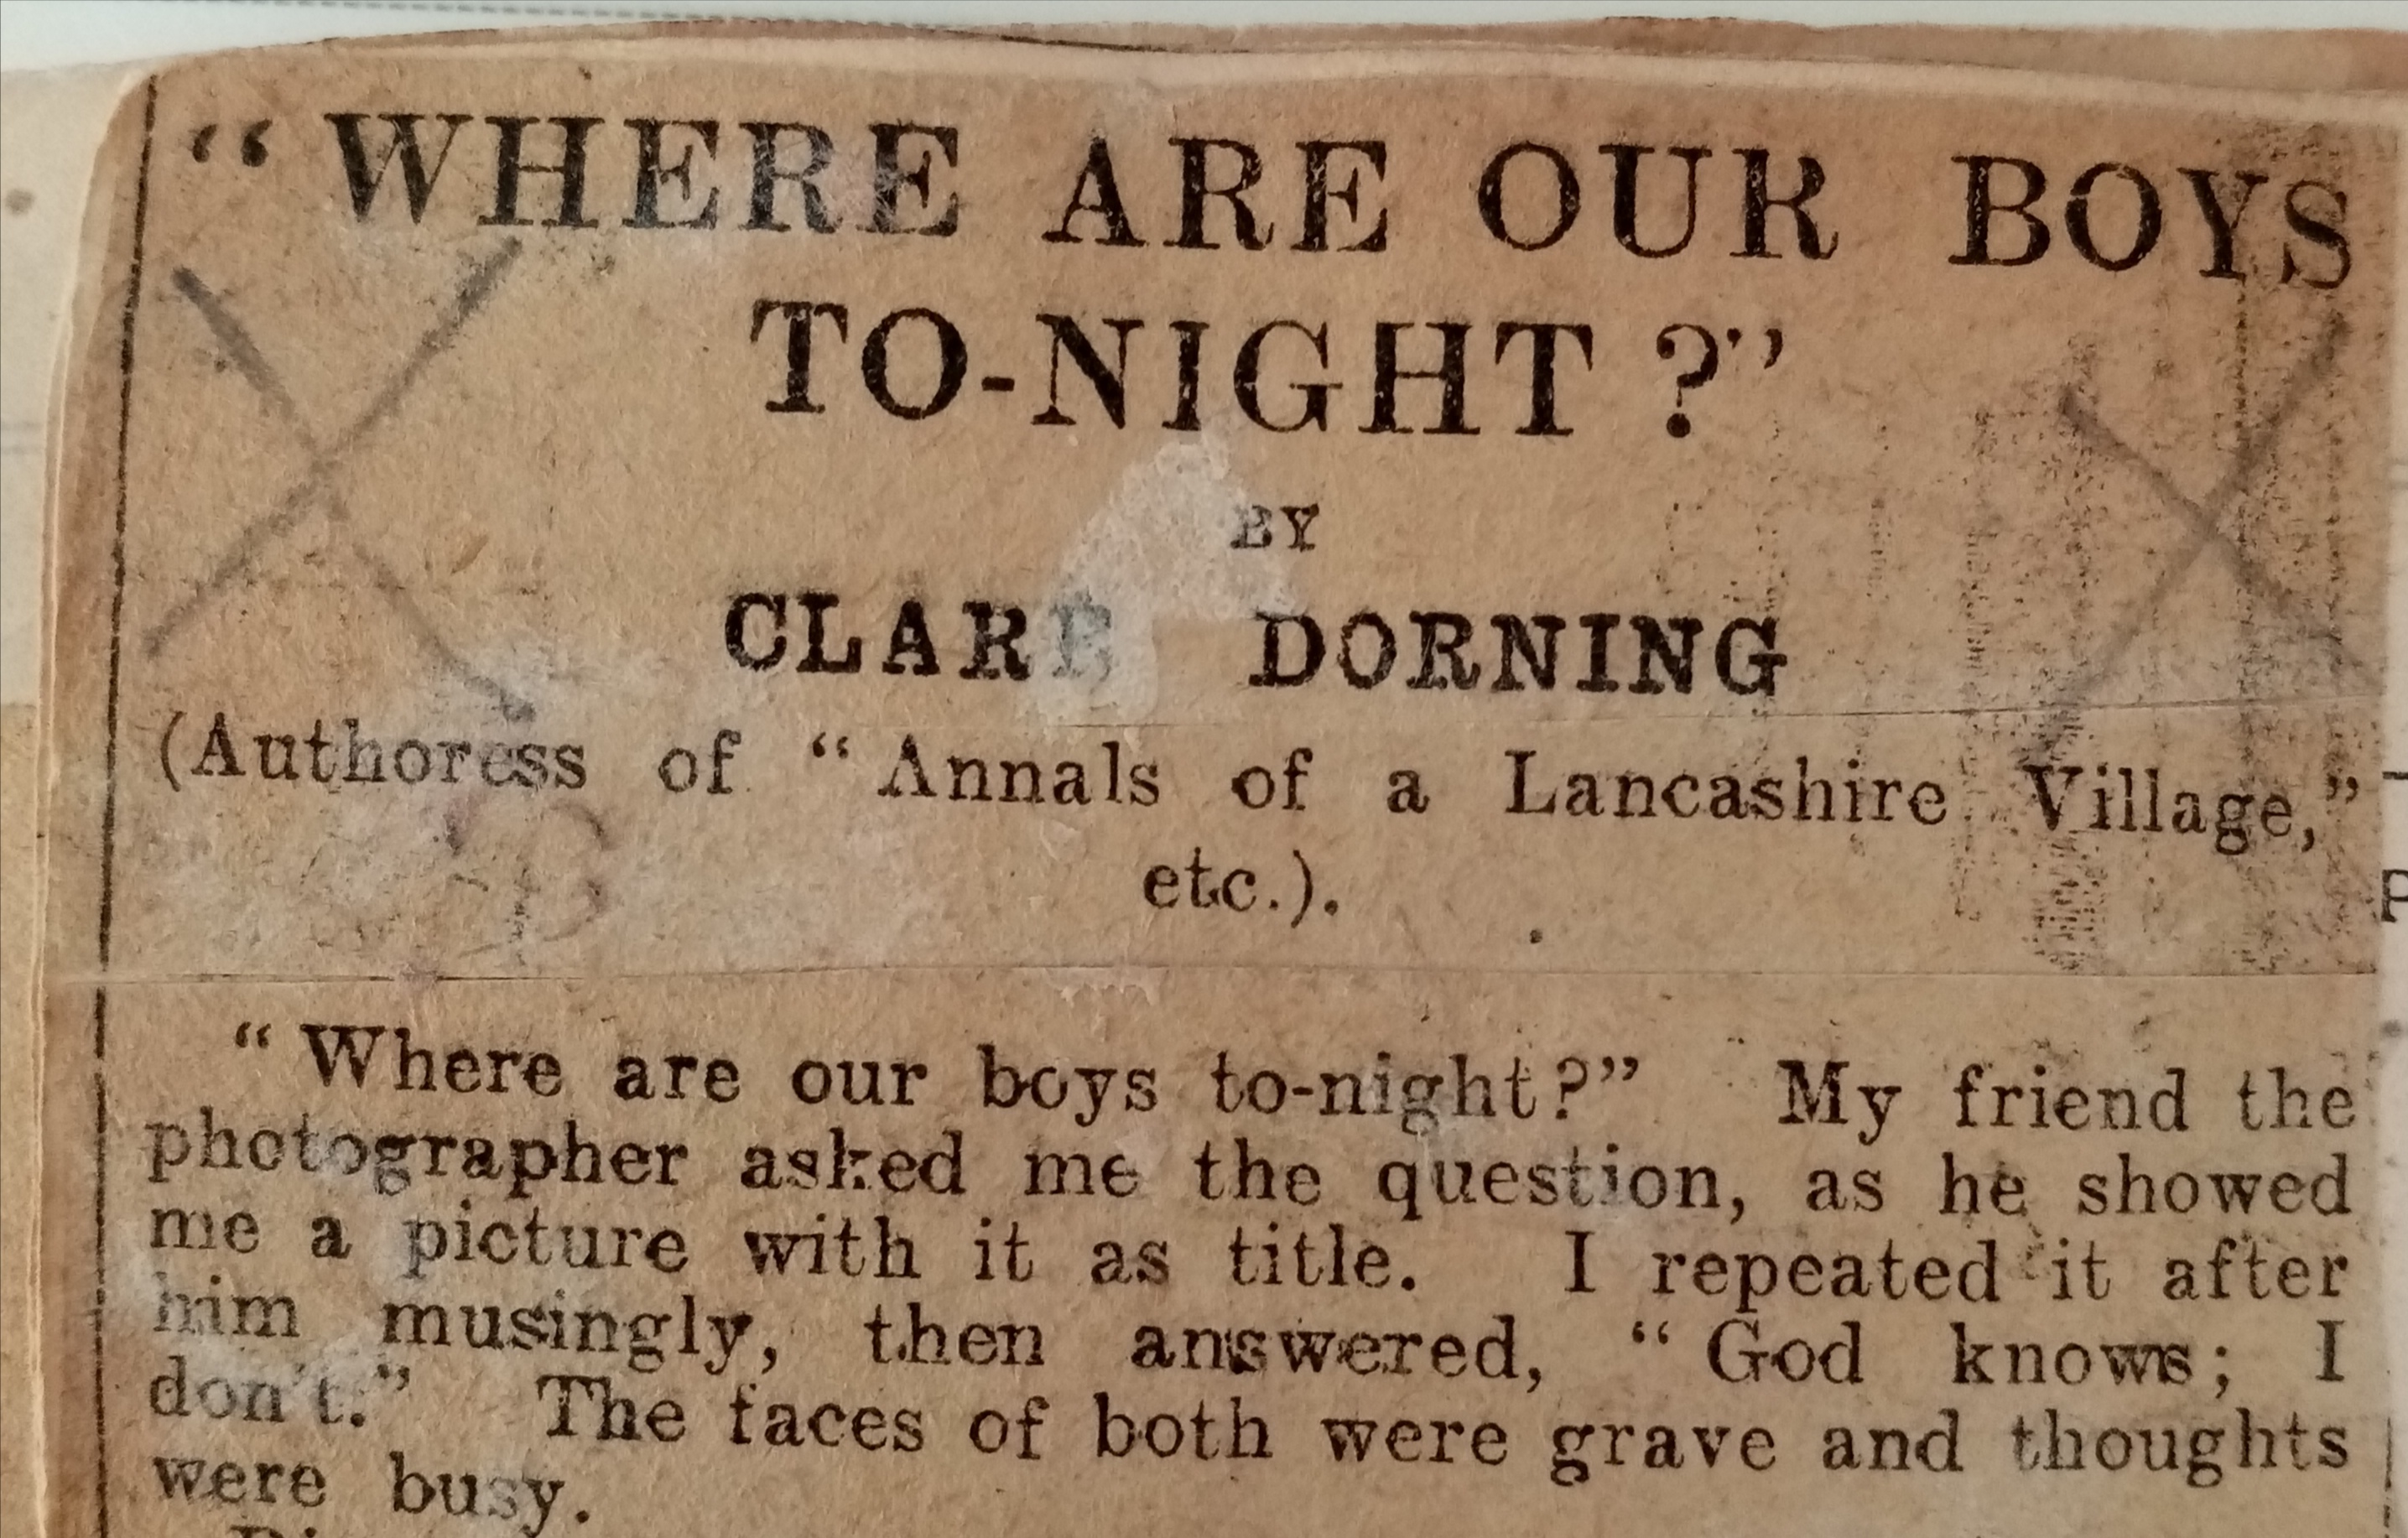 “WHERE ARE OUR BOYS
TO-NIGHT ?”
BY
CLARE DORNING
(Authoress of “Annals of a Lancashire Village,”
etc.).
“Where are our boys to-night?” My friend the
photographer asked me the question, as he showed
me a picture with it as title. I repeated it after
him musingly, then answered, “God knows; I
don't.” The faces of both were grave and thoughts
were busy.